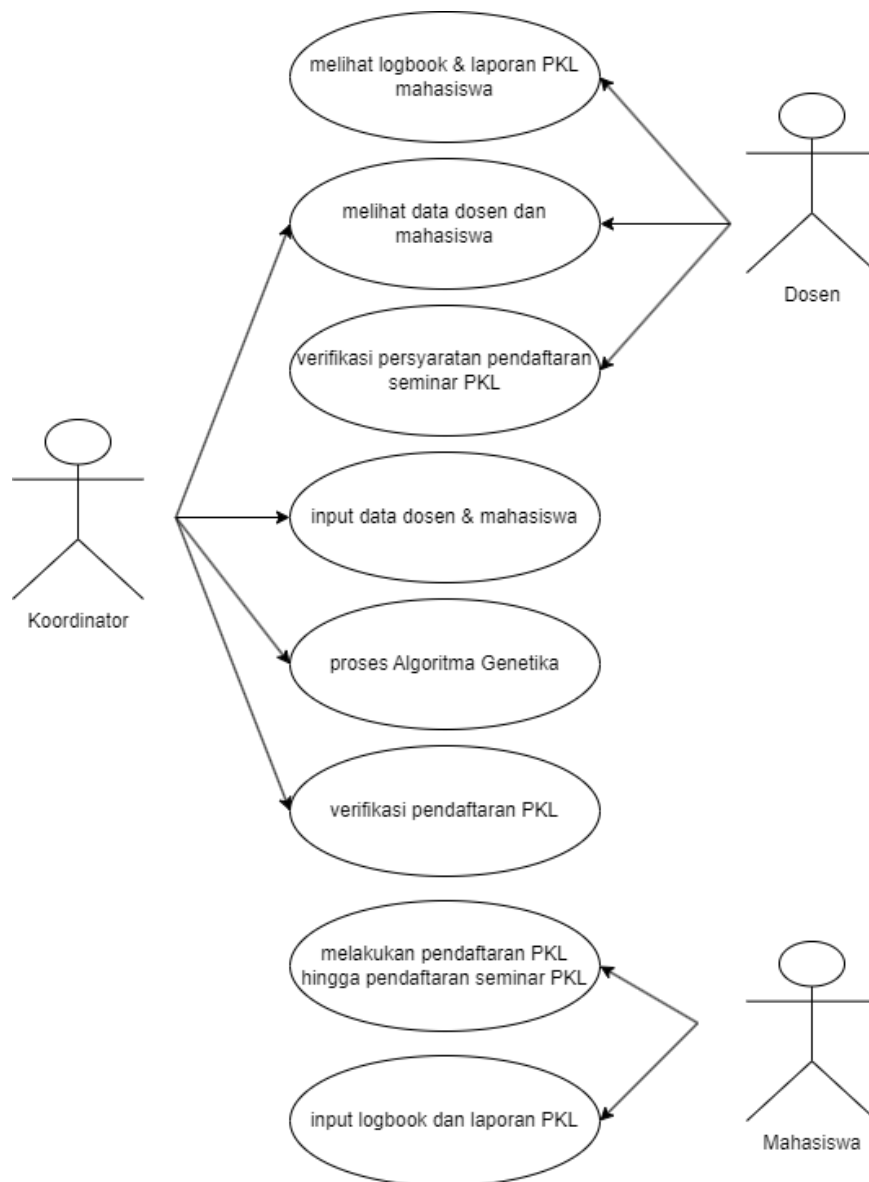 melihat logbook & laporan PKL
mahasiswa
melihat data dosen dan
mahasiswa
Dosen
verifikasi persyaratan pendaftaran
seminar PKL
input data dosen & mahasiswa
Koordinator
proses Algoritma Genetika
verifikasi pendaftaran PKL
melakukan pendaftaran PKL
hingga pendaftaran seminar PKL
input logbook dan laporan PKL
Mahasiswa